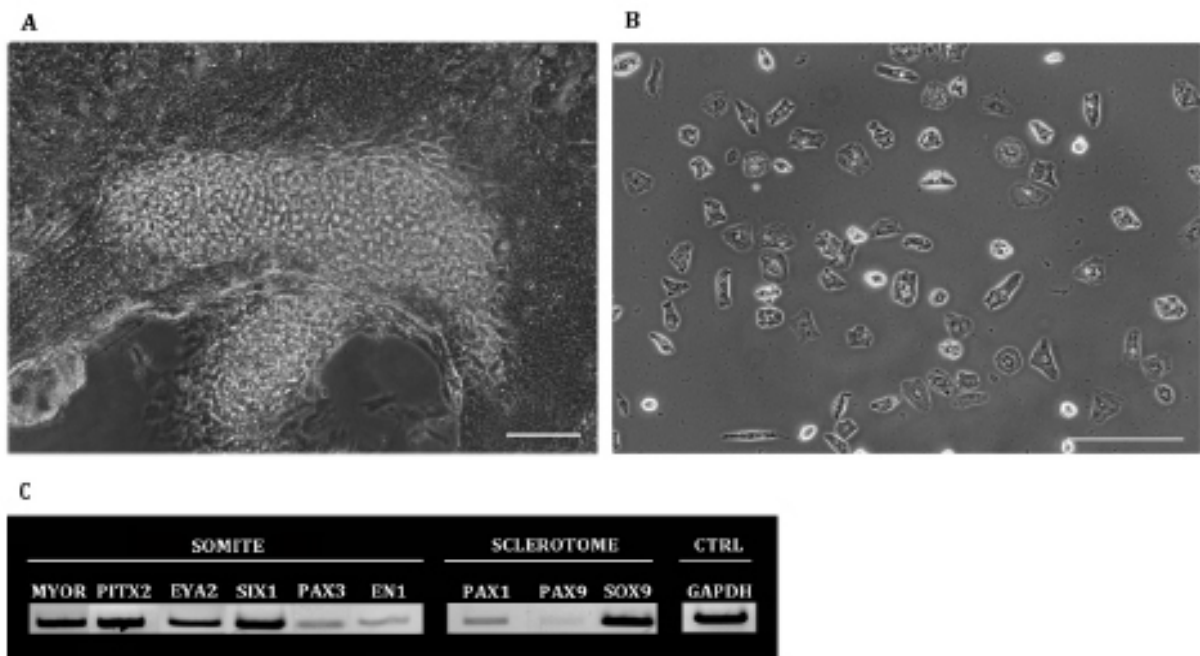 A
B
C
SOMITE SCLEROTOME CTRL
MYOR PITX2 EYA2 SIX1 PAX3 EN1 PAX1 PAX9 SOX9 GAPDH